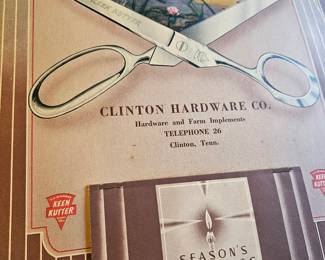 KEEN KUTTER
CLINTON HARDWARE CO.
Hardware and Farm Implements
TELEPHONE 26
Clinton, Tenn.
KEEN
KUTTER
KEEN
KUTTER
SEASON'S